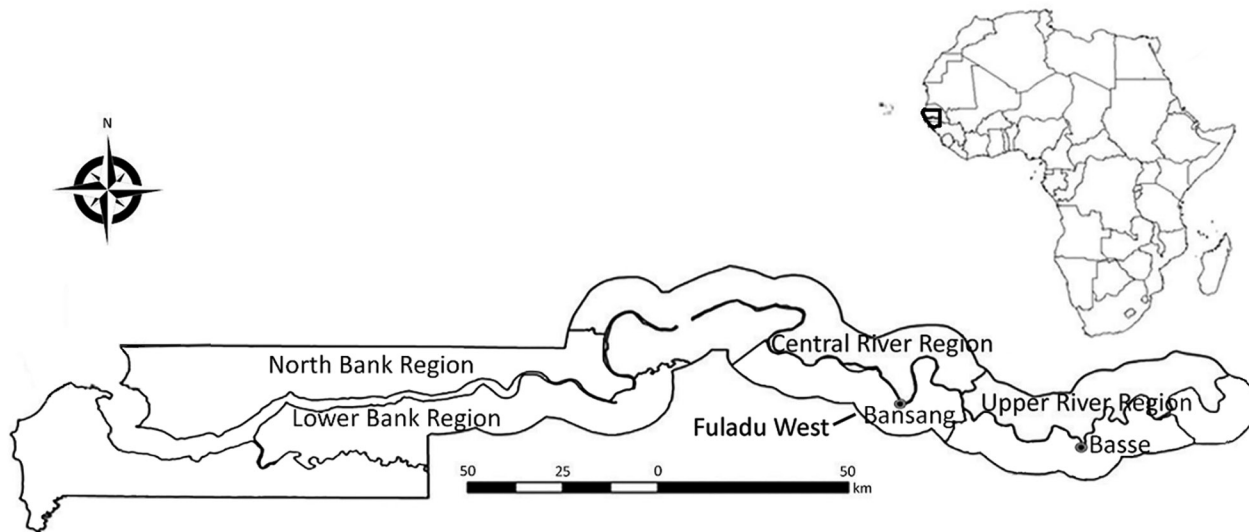 N
North Bank Region
Central River Region
Lower Bank Region
Upper River Region
Bansang
Fuladu West
Basse
50 25 0 50
km